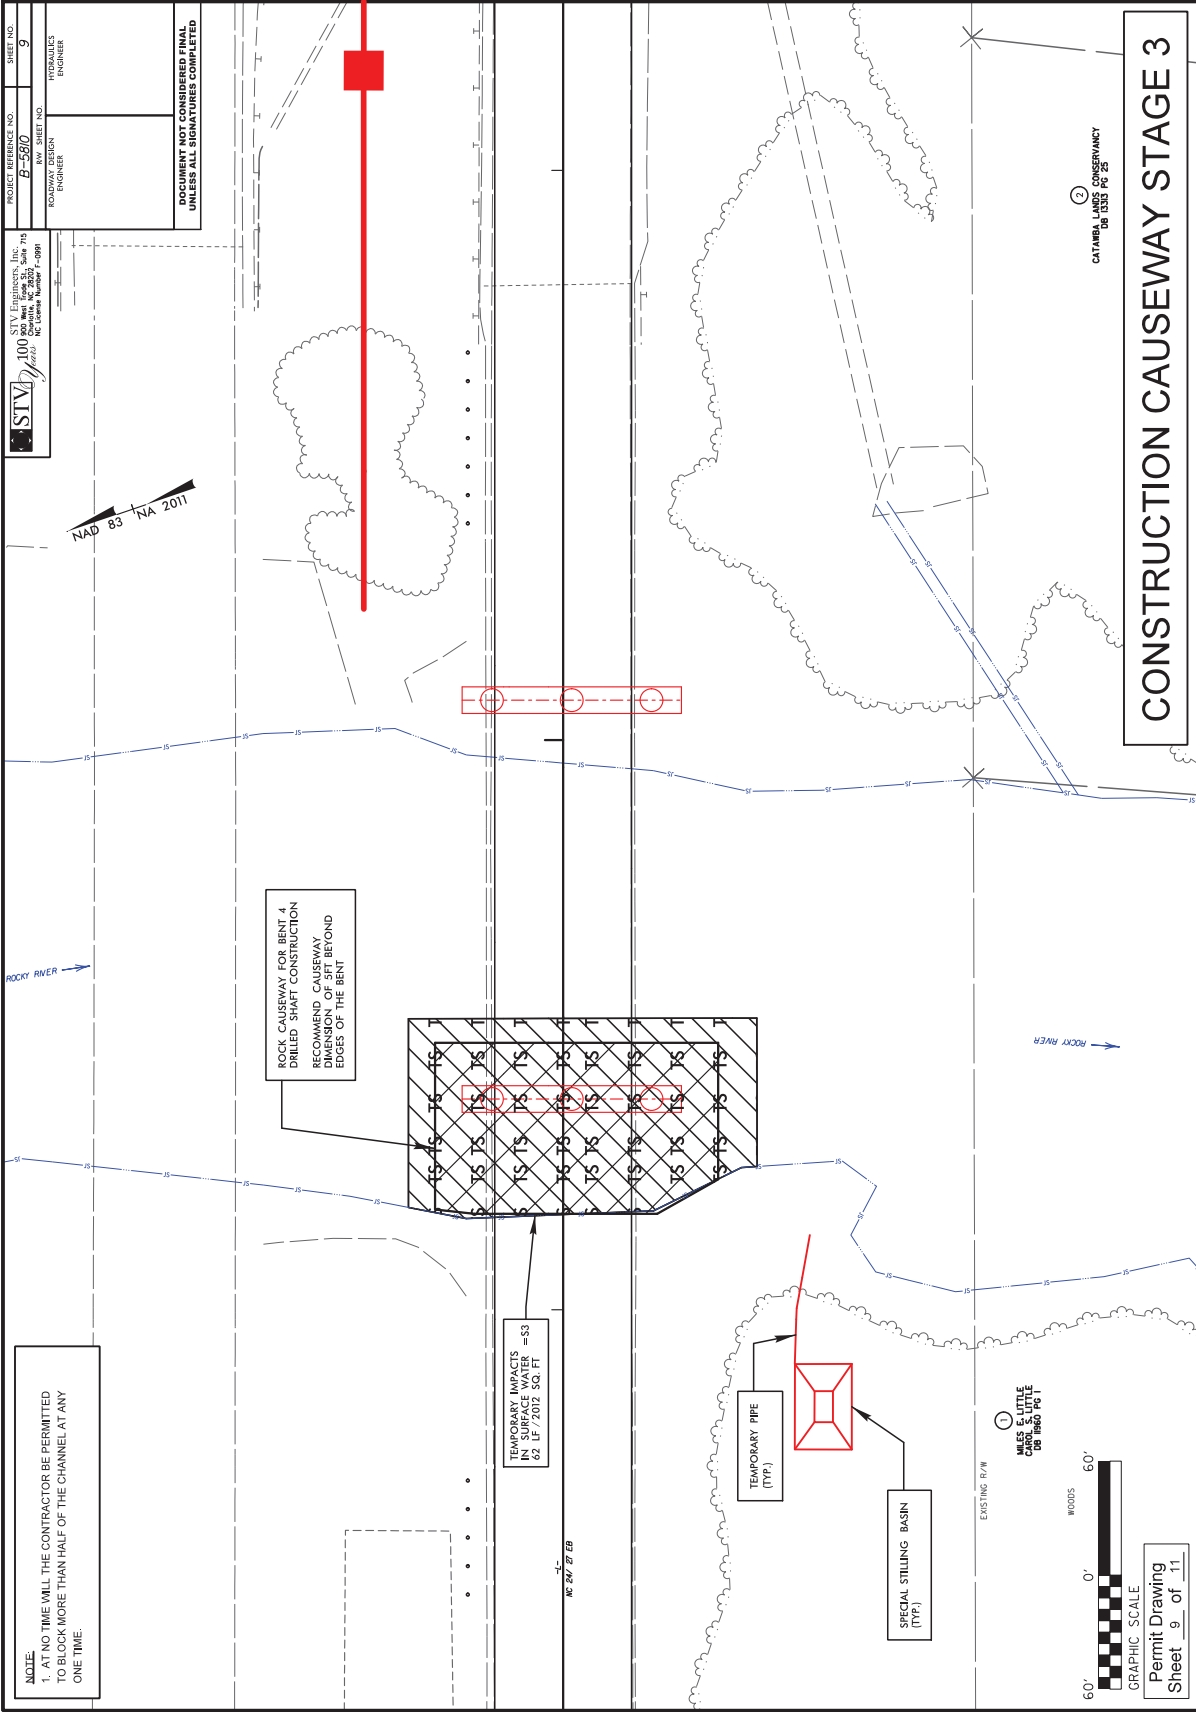 NOTE:
1. AT NO TIME WILL THE CONTRACTOR BE PERMITTED
TO BLOCK MORE THAN HALF OF THE CHANNEL AT ANY
ONE TIME.
ROCKY RIVER
NAD 83 / NA 2011
STV
100
Years
STV Engineers, Inc.
900 West Trade St., Suite 715
Charlotte, NC 28202
NC License Number F-0991
PROJECT REFERENCE NO.
SHEET NO.
B-5810
9
R/W SHEET NO.
ROADWAY DESIGN
ENGINEER
HYDRAULICS
ENGINEER
DOCUMENT NOT CONSIDERED FINAL
UNLESS ALL SIGNATURES COMPLETED
ROCK CAUSEWAY FOR BENT 4
DRILLED SHAFT CONSTRUCTION
RECOMMEND CAUSEWAY
DIMENSION OF 5FT BEYOND
EDGES OF THE BENT
TEMPORARY IMPACTS
IN SURFACE WATER =S3
62 LF / 2012 SQ. FT
-L-
NC 24/ 27 EB
TEMPORARY PIPE
(TYP.)
SPECIAL STILLING BASIN
(TYP.)
EXISTING R/W
1
MILES E. LITTLE
CAROL S. LITTLE
DB 11960 PG 1
WOODS
ROCKY RIVER
2
CATAWBA LANDS CONSERVANCY
DB 13313 PG 25
60'
0'
60'
GRAPHIC SCALE
Permit Drawing
Sheet 9 of 11
CONSTRUCTION CAUSEWAY STAGE 3